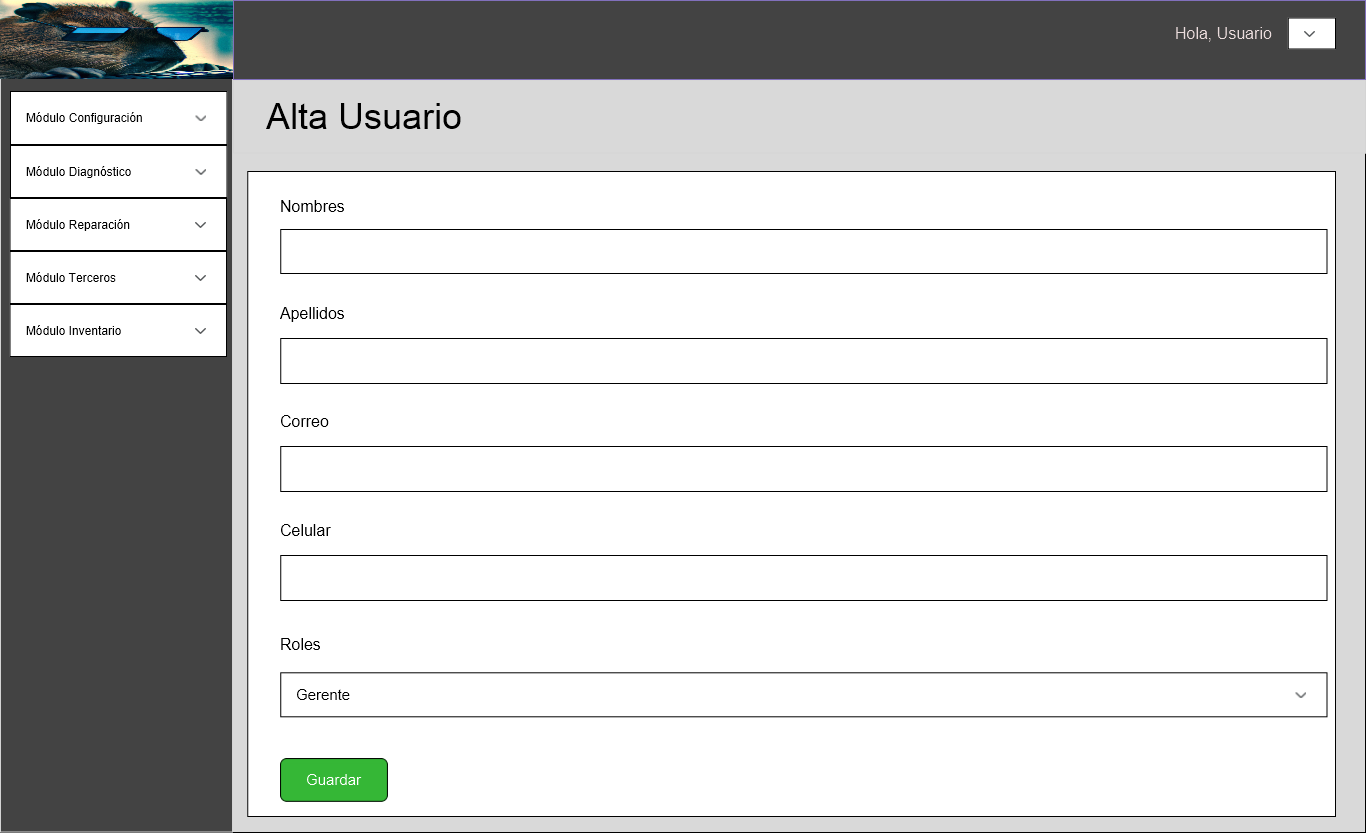 Hola, Usuario
Módulo Configuración
Módulo Diagnóstico
Módulo Reparación
Módulo Terceros
Módulo Inventario
Alta Usuario
Nombres
Apellidos
Correo
Celular
Roles
Gerente
Guardar